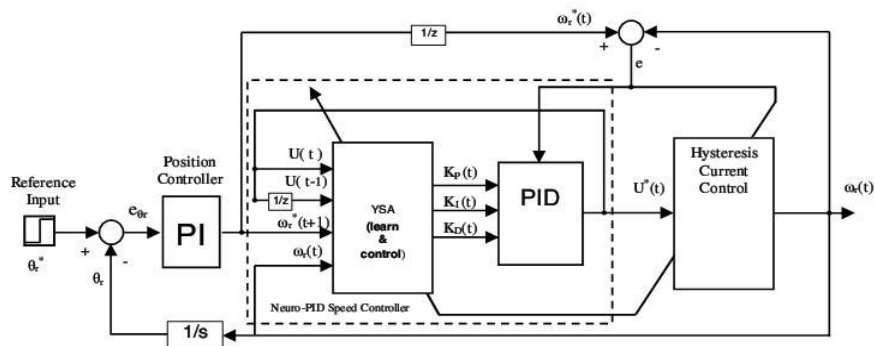 1/z
ωr*(t)
+
-
e
Position
Controller
Reference
Input
θr*
+
-
eθr
θr
PI
U( t )
U( t-1)
1/z
ωr*(t+1)
ωr(t)
YSA
(learn
&
control)
KP(t)
KI(t)
KD(t)
PID
U*(t)
Hysteresis
Current
Control
ωr(t)
Neuro-PID Speed Controller
1/s